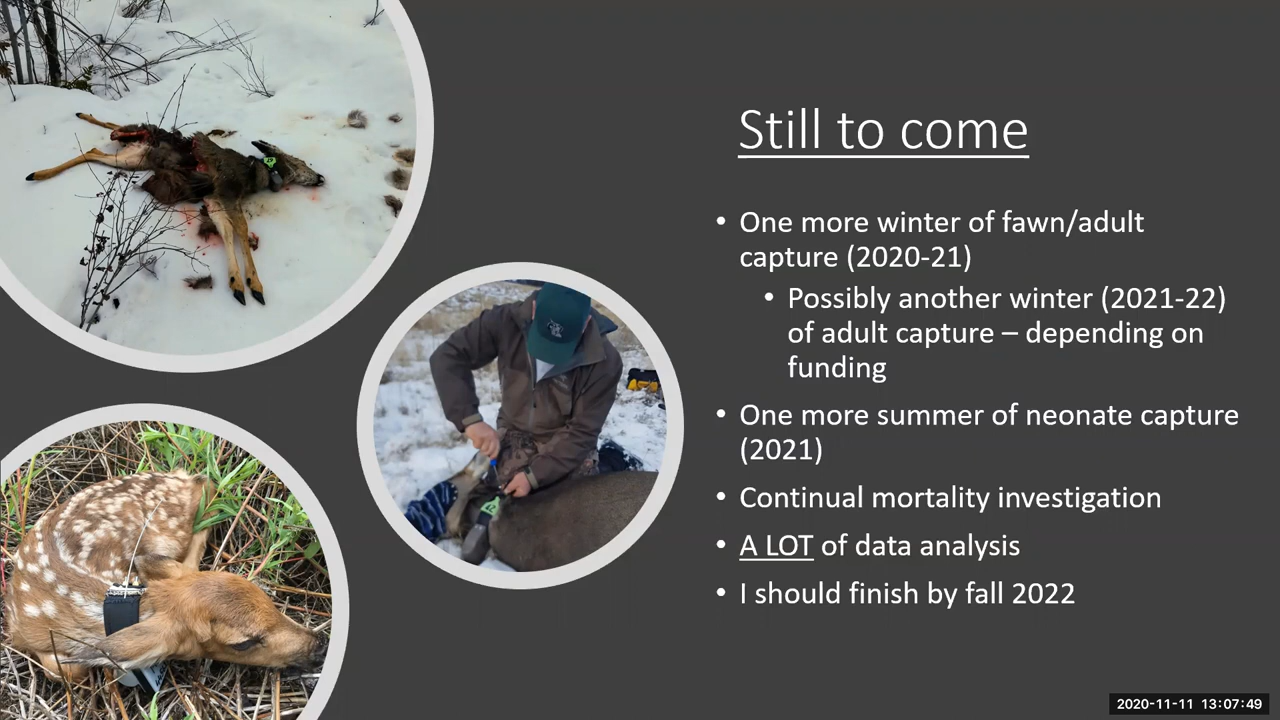 Still to come
• One more winter of fawn/adult
capture (2020-21)
• Possibly another winter (2021-22)
of adult capture – depending on
funding
• One more summer of neonate capture
(2021)
• Continual mortality investigation
• A LOT of data analysis
• I should finish by fall 2022
2020-11-11 13:07:49